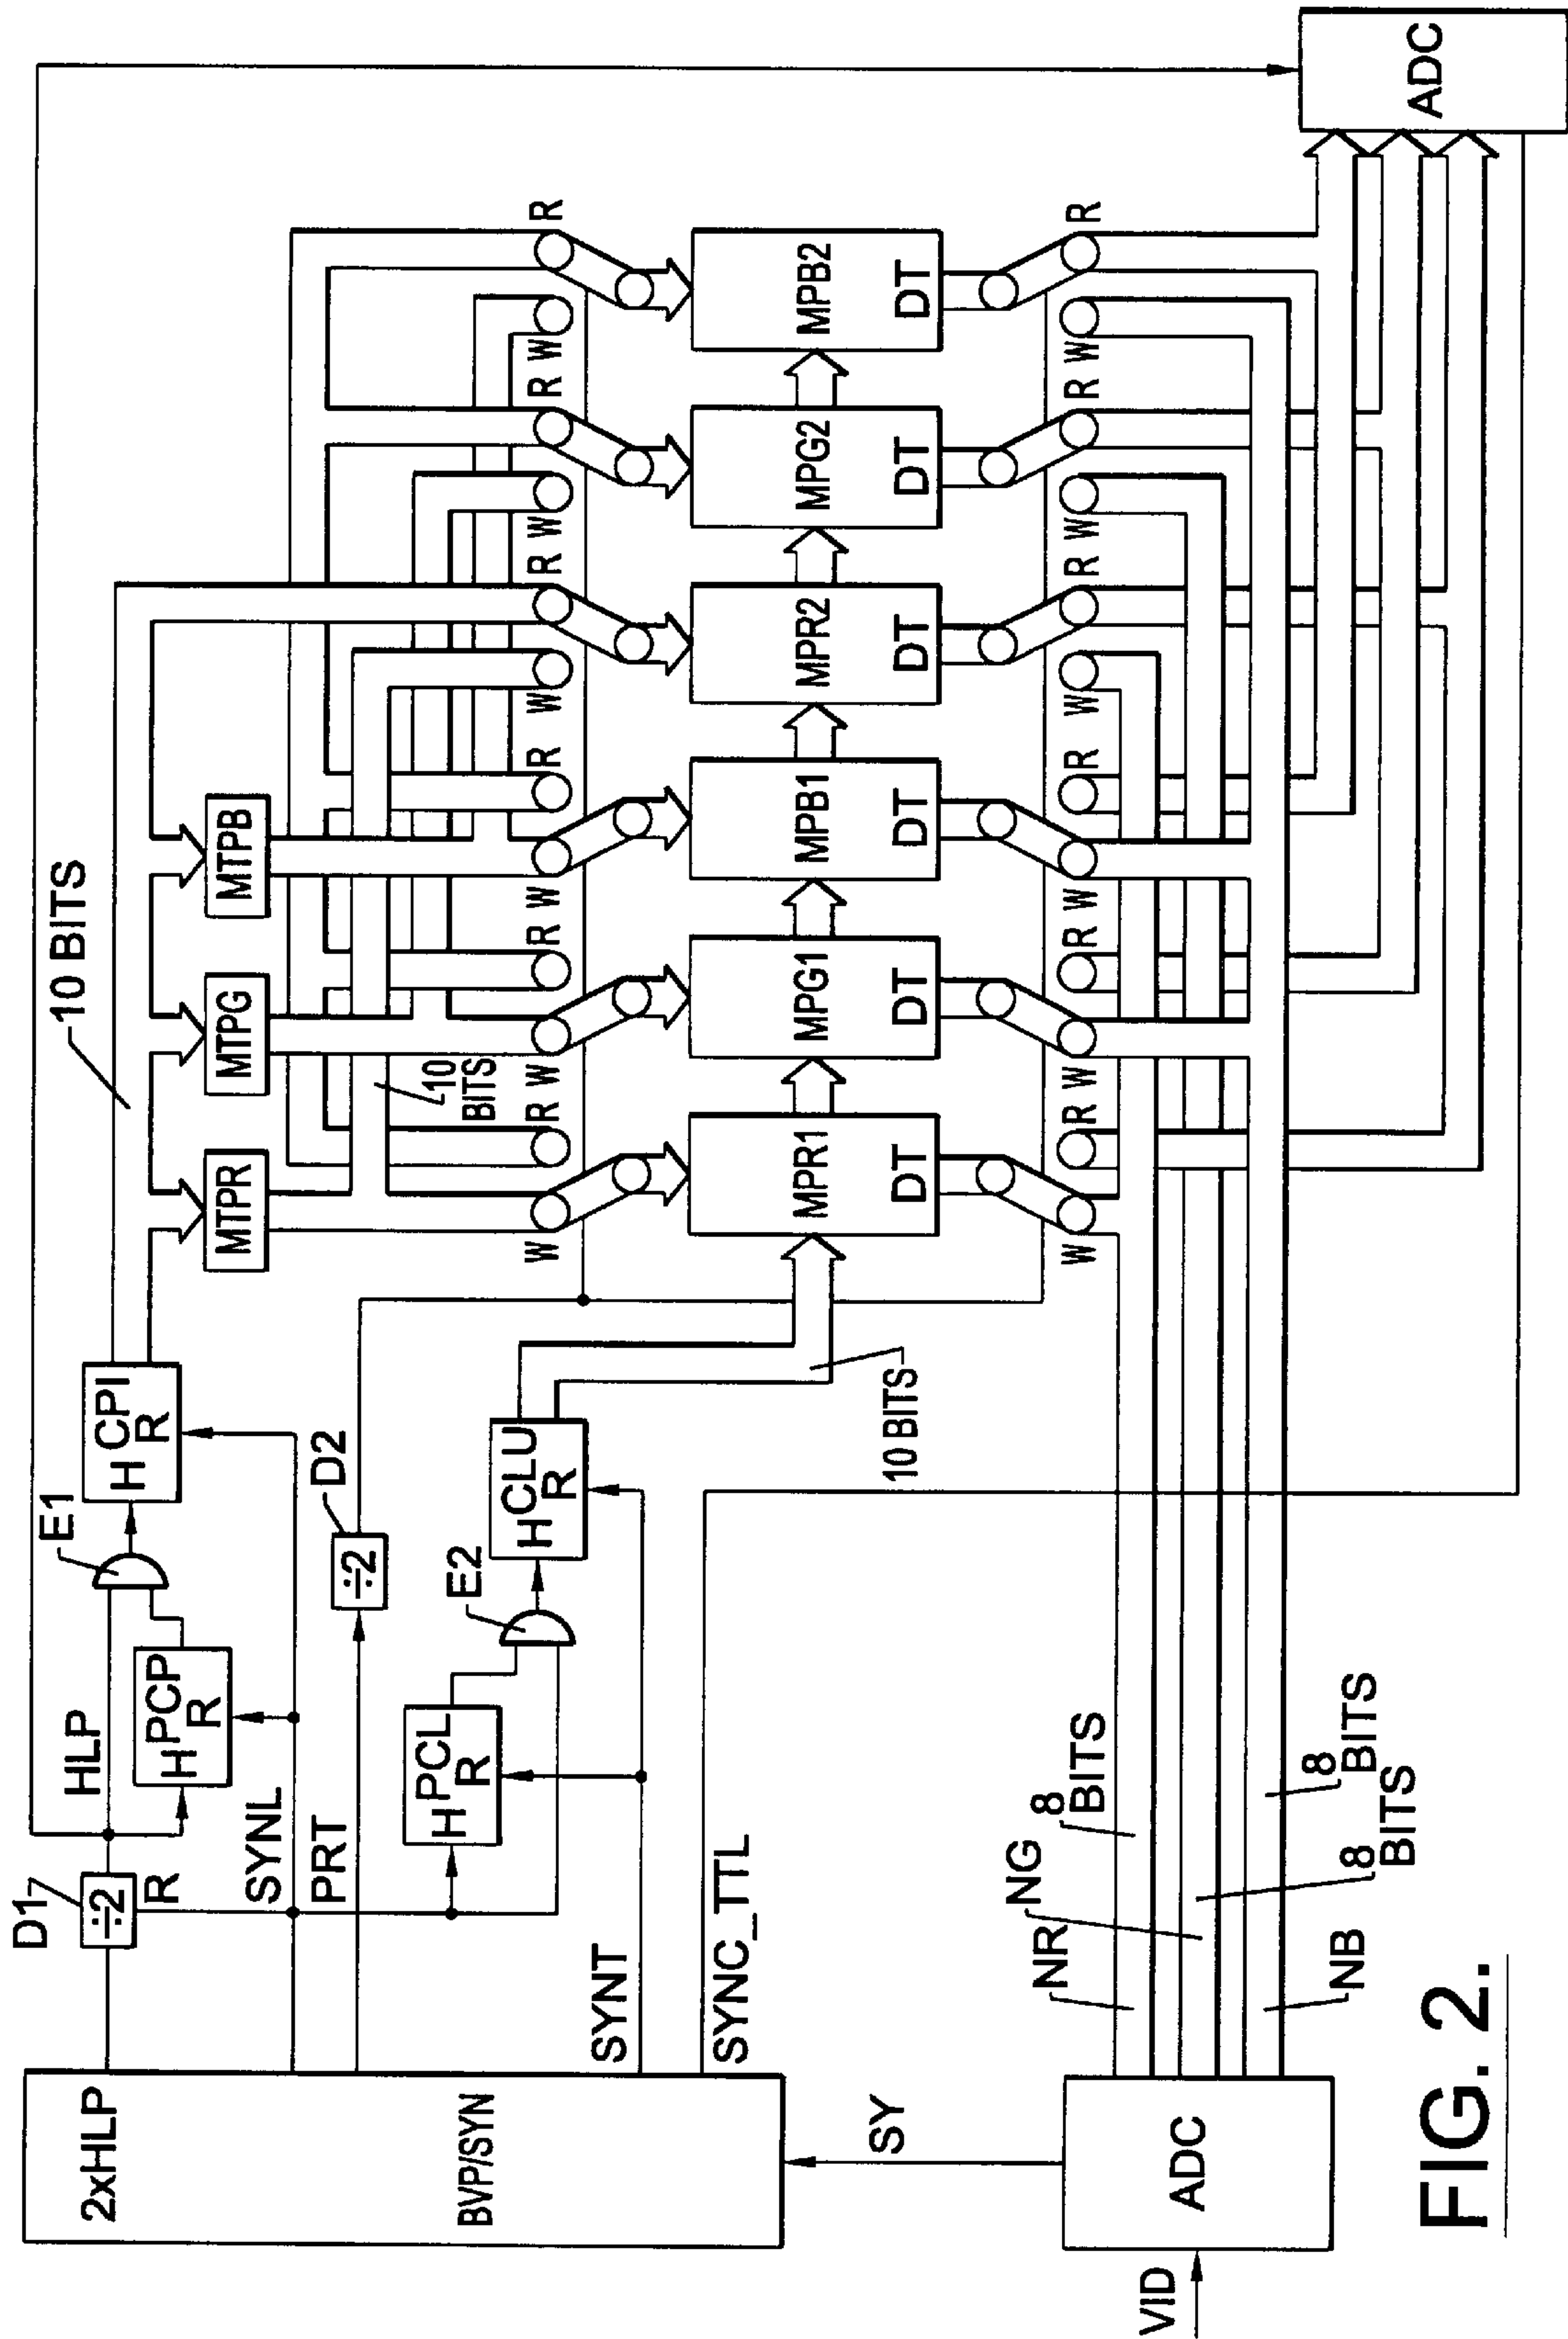 10 BITS
ADC
D1
÷2
R
HLP
E1
H PCP
R
H CPI
R
MTPR
MTPG
MTPB
2xHLP
SYNL
PRT
D2
÷2
10
BITS
BVP/SYN
H PCL
R
E2
H CLU
R
W R W R W R W R W R W R
SYNT
SYNC_TTL
10 BITS
MPR1
DT
MPG1
DT
MPB1
DT
MPR2
DT
MPG2
DT
MPB2
DT
W R W R W R W R W R W R
SY
VID
ADC
NR
NG
NB
8
BITS
8
BITS
8
BITS
FIG. 2.